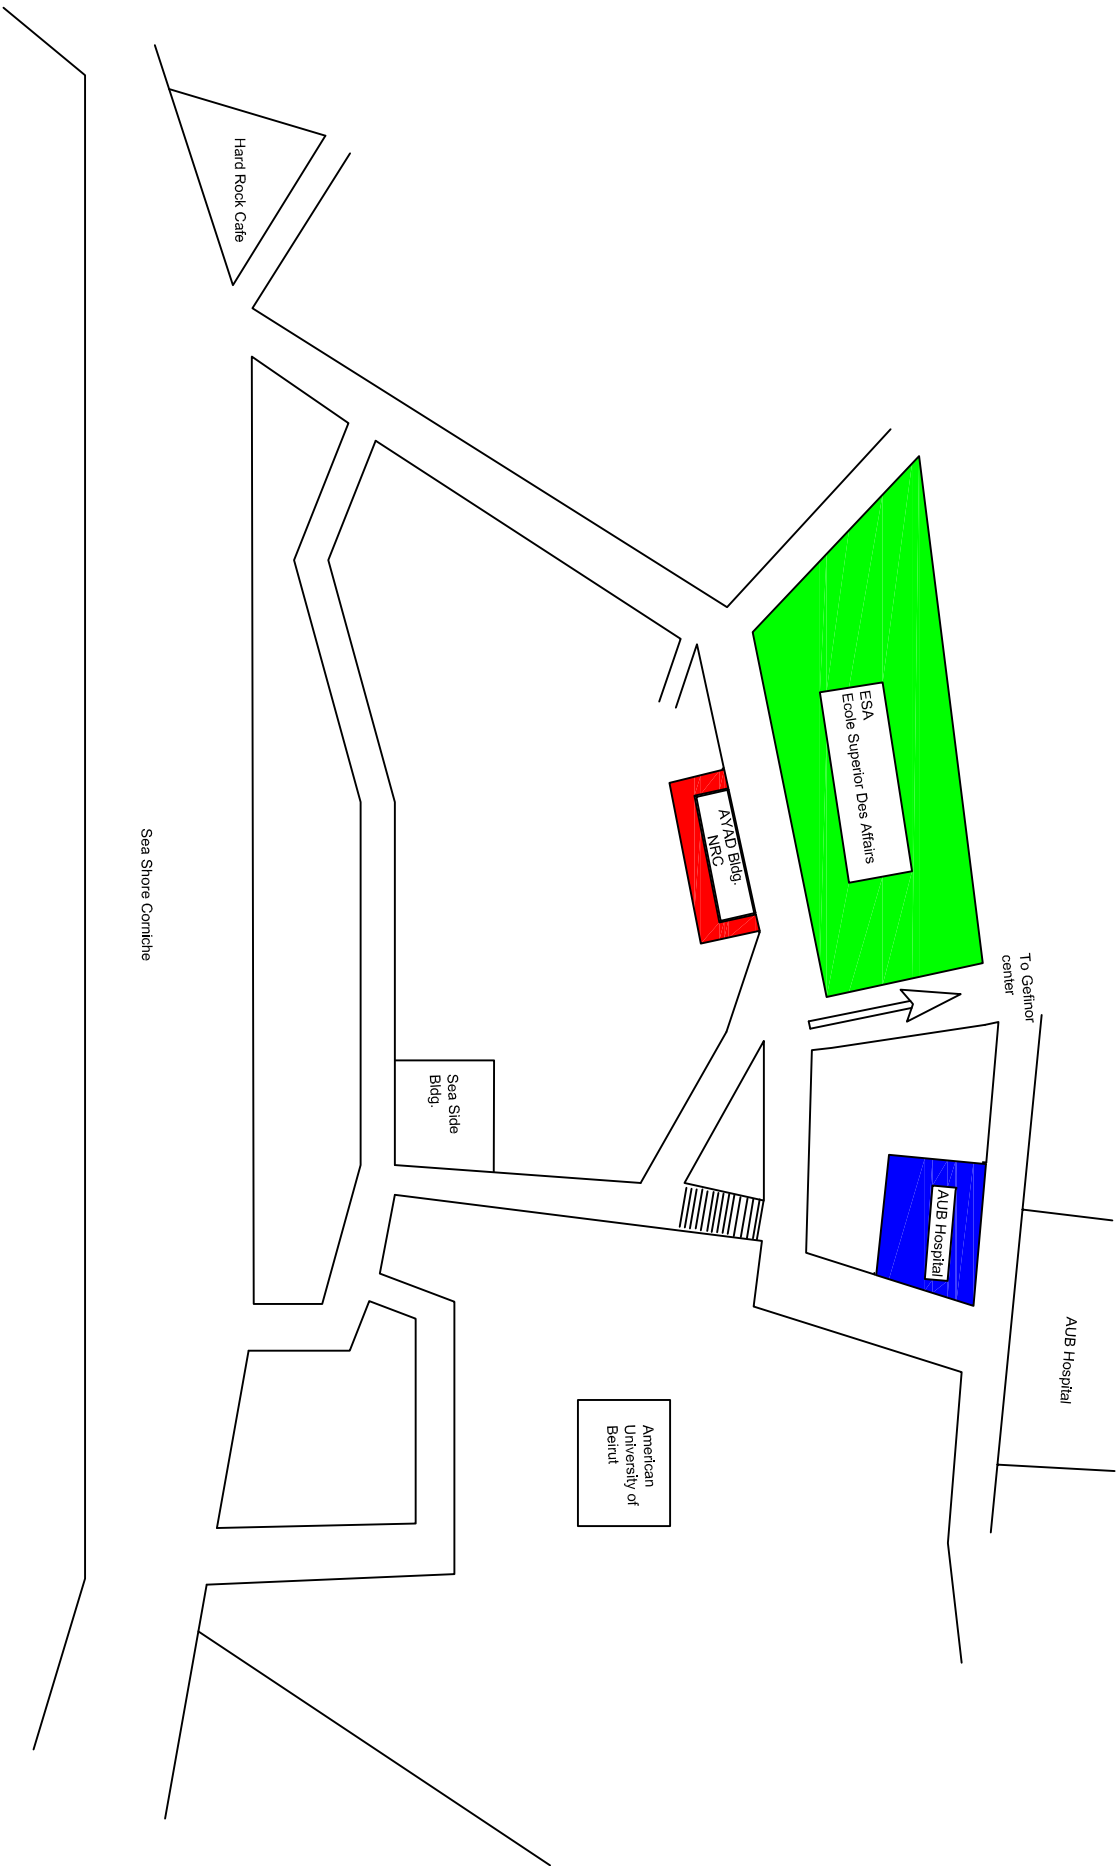 Hard Rock Cafe
ESA
Ecole Superior Des Affairs
AYAD Bldg.
NRC
To Gefinor
center
Sea Shore Corniche
Sea Side
Bldg.
AUB Hospital
AUB Hospital
American
University of
Beirut